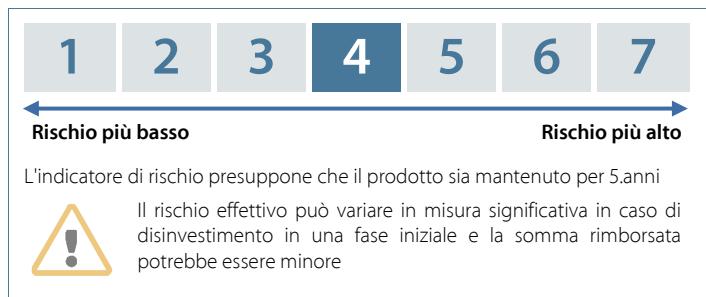 1 2 3 4 5 6 7
Rischio più basso Rischio più alto
L'indicatore di rischio presuppone che il prodotto sia mantenuto per 5.anni
Il rischio effettivo può variare in misura significativa in caso di
disinvestimento in una fase iniziale e la somma rimborsata
potrebbe essere minore